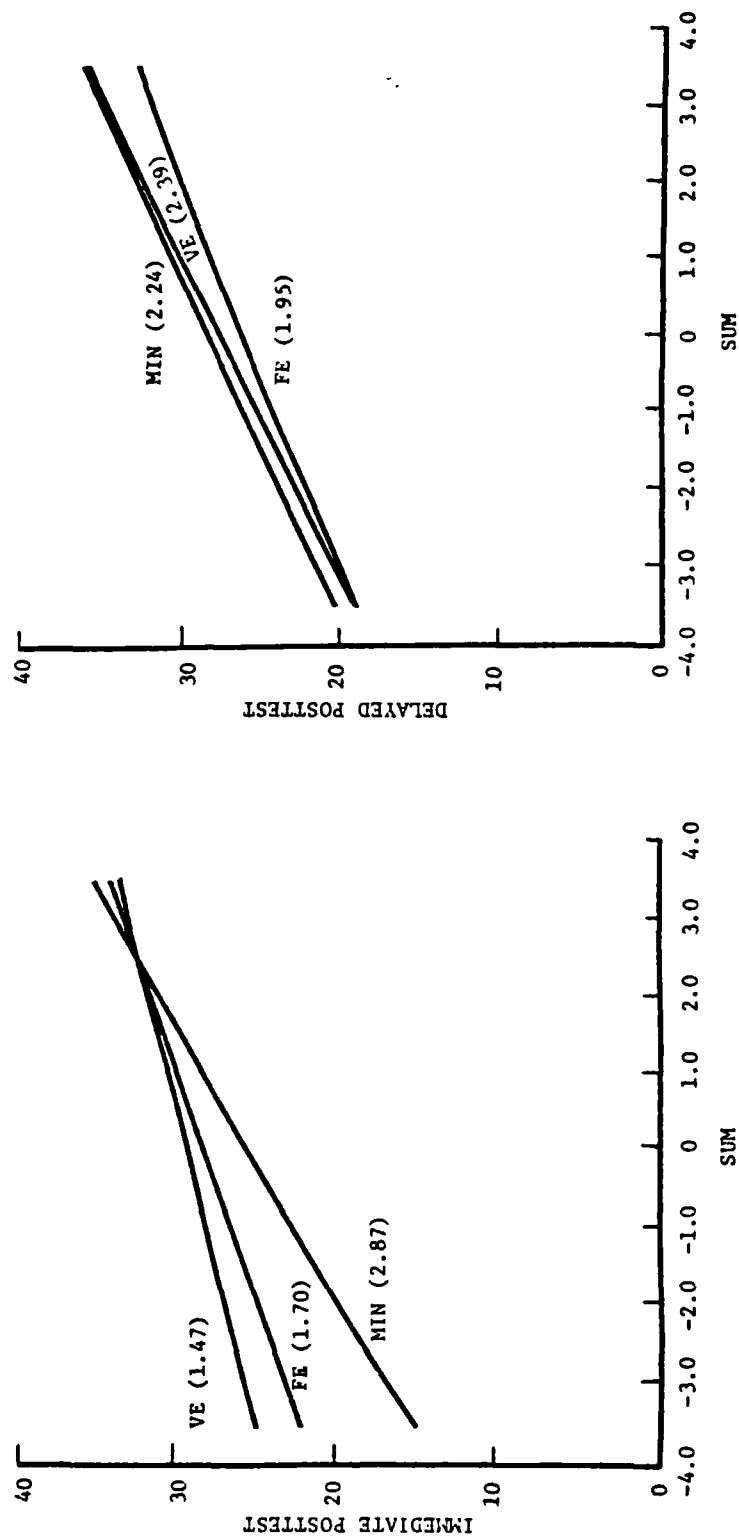 40
30
20
10
0
IMMEDIATE POSTTEST
VE (1.47)
FE (1.70)
MIN (2.87)
-4.0 -3.0 -2.0 -1.0 0 1.0 2.0 3.0 4.0
SUM
40
30
20
10
0
DELAYED POSTTEST
MIN (2.24)
VE (2.39)
FE (1.95)
-4.0 -3.0 -2.0 -1.0 0 1.0 2.0 3.0 4.0
SUM